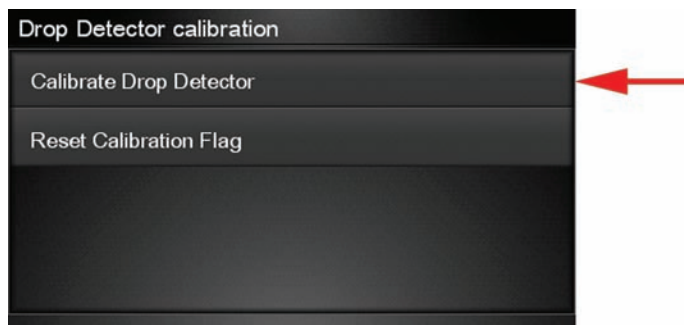 Drop Detector calibration
Calibrate Drop Detector
Reset Calibration Flag